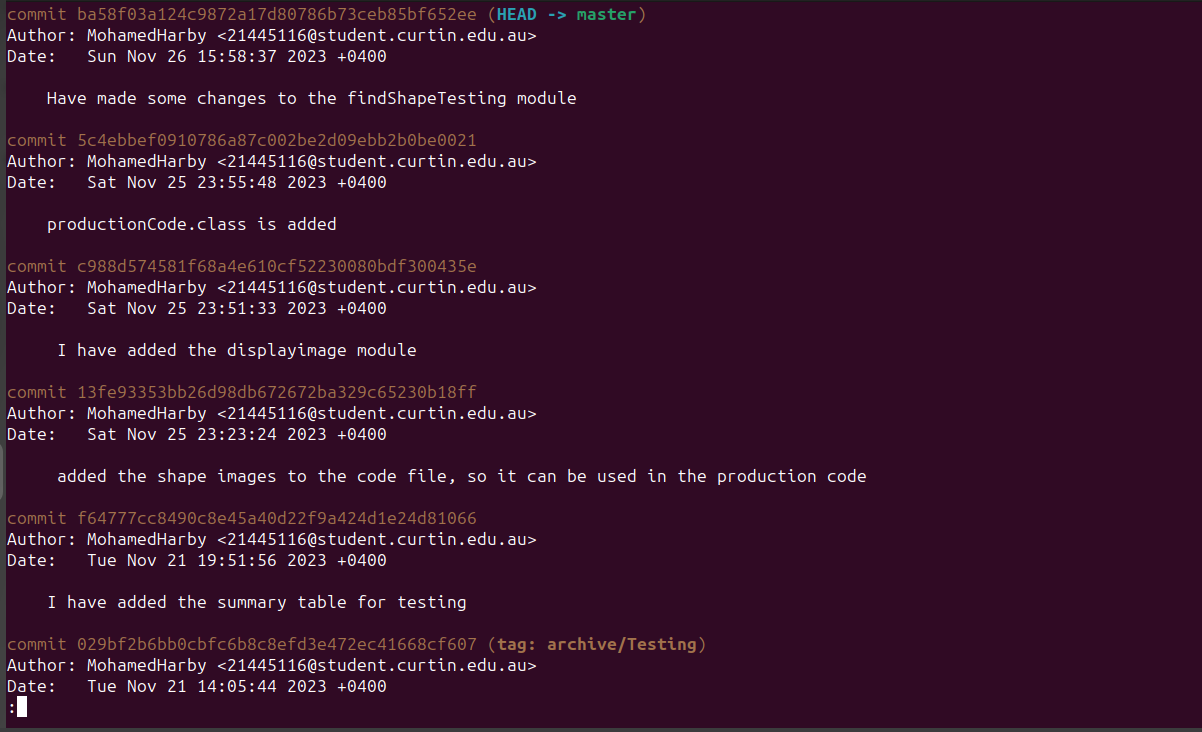 commit ba58f03a124c9872a17d80786b73ceb85bf652ee (HEAD -> master)
Author: MohamedHarby <21445116@student.curtin.edu.au>
Date:   Sun Nov 26 15:58:37 2023 +0400
    Have made some changes to the findShapeTesting module
commit 5c4ebbef0910786a87c002be2d09ebb2b0be0021
Author: MohamedHarby <21445116@student.curtin.edu.au>
Date:   Sat Nov 25 23:55:48 2023 +0400
    productionCode.class is added
commit c988d574581f68a4e610cf52230080bdf300435e
Author: MohamedHarby <21445116@student.curtin.edu.au>
Date:   Sat Nov 25 23:51:33 2023 +0400
     I have added the displayimage module
commit 13fe93353bb26d98db672672ba329c65230b18ff
Author: MohamedHarby <21445116@student.curtin.edu.au>
Date:   Sat Nov 25 23:23:24 2023 +0400
     added the shape images to the code file, so it can be used in the production code
commit f64777cc8490c8e45a40d22f9a424d1e24d81066
Author: MohamedHarby <21445116@student.curtin.edu.au>
Date:   Tue Nov 21 19:51:56 2023 +0400
    I have added the summary table for testing
commit 029bf2b6bb0cbfc6b8c8efd3e472ec41668cf607 (tag: archive/Testing)
Author: MohamedHarby <21445116@student.curtin.edu.au>
Date:   Tue Nov 21 14:05:44 2023 +0400
: